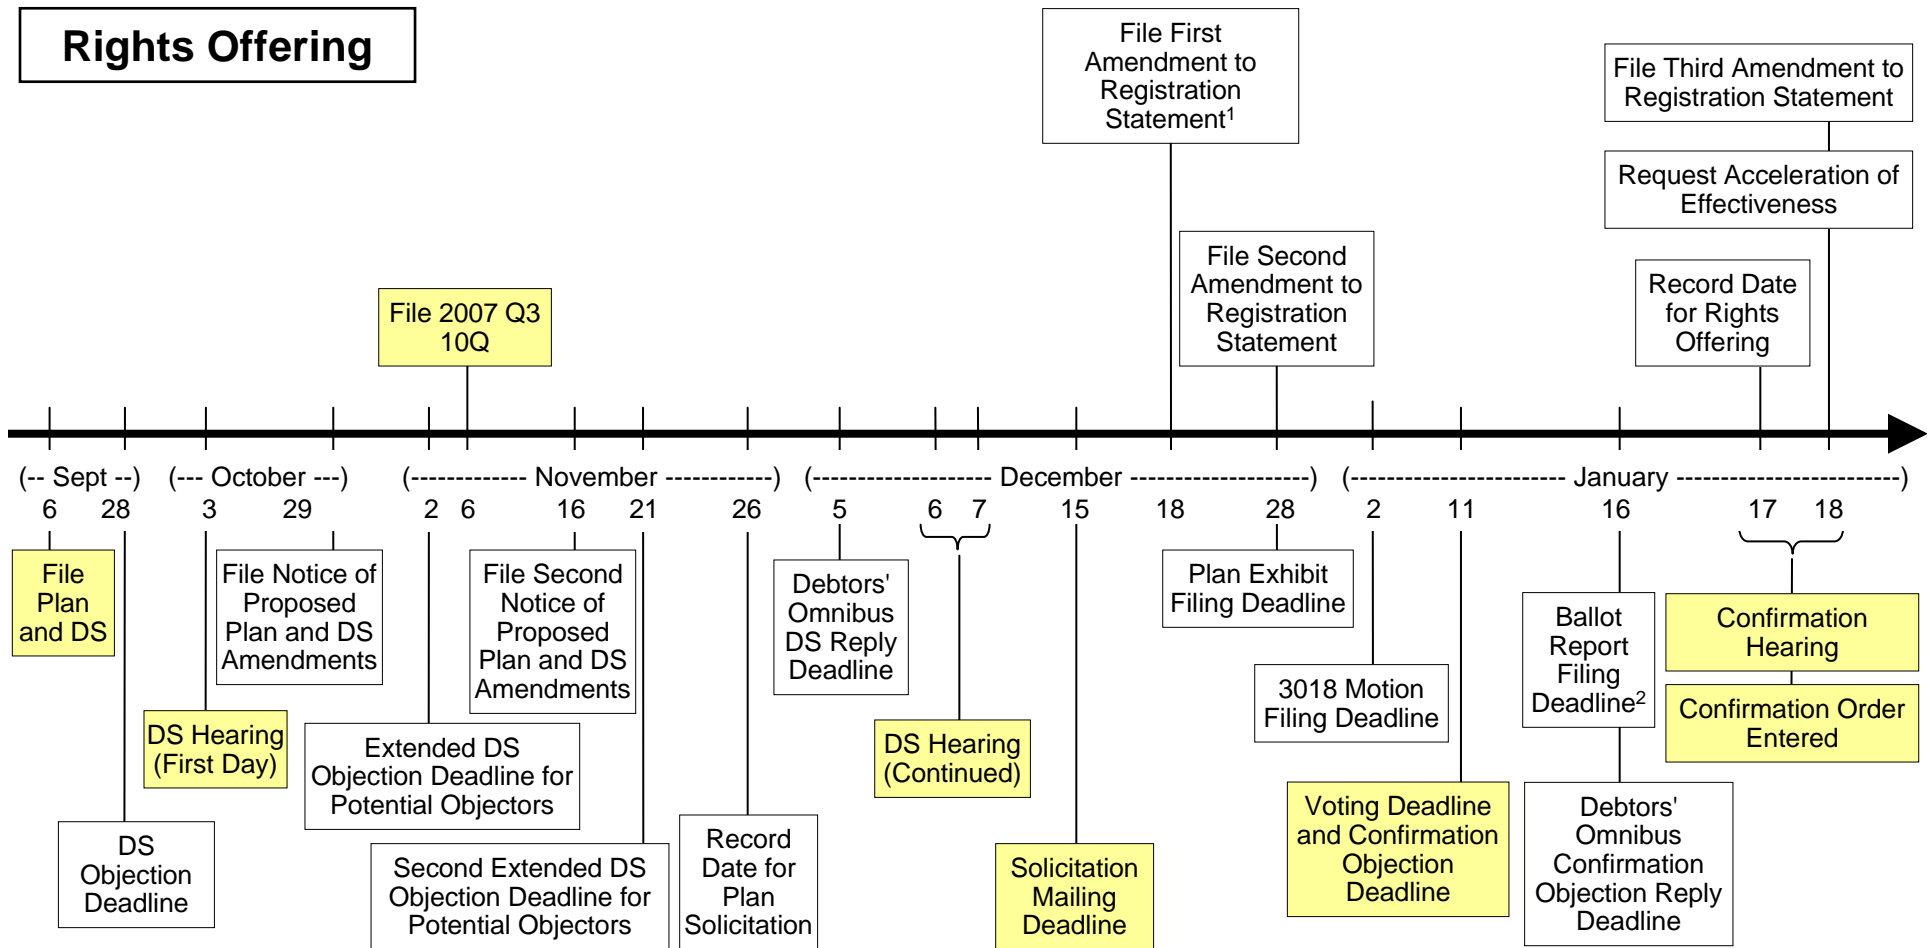 Rights Offering
File First
Amendment to
Registration
Statement1
File Third Amendment to
Registration Statement
Request Acceleration of
Effectiveness
File Second
Amendment to
Registration
Statement
Record Date
for Rights
Offering
File 2007 Q3
10Q
(-- Sept --) (--- October ---) (------------- November -------------) (------------------- December -------------------) (----------------------- January ------------------------)
6 28 3 29 2 6 16 21 26 5 6 7 15 18 28 2 11 16 17 18
File
Plan
and DS
DS
Objection
Deadline
DS Hearing
(First Day)
File Notice of
Proposed
Plan and DS
Amendments
Extended DS
Objection Deadline for
Potential Objectors
File Second
Notice of
Proposed
Plan and DS
Amendments
Second Extended DS
Objection Deadline for
Potential Objectors
Record
Date for
Plan
Solicitation
Debtors'
Omnibus
DS Reply
Deadline
DS Hearing
(Continued)
Solicitation
Mailing
Deadline
Plan Exhibit
Filing Deadline
3018 Motion
Filing Deadline
Voting Deadline
and Confirmation
Objection
Deadline
Ballot
Report
Filing
Deadline2
Debtors'
Omnibus
Confirmation
Objection Reply
Deadline
Confirmation
Hearing
Confirmation Order
Entered